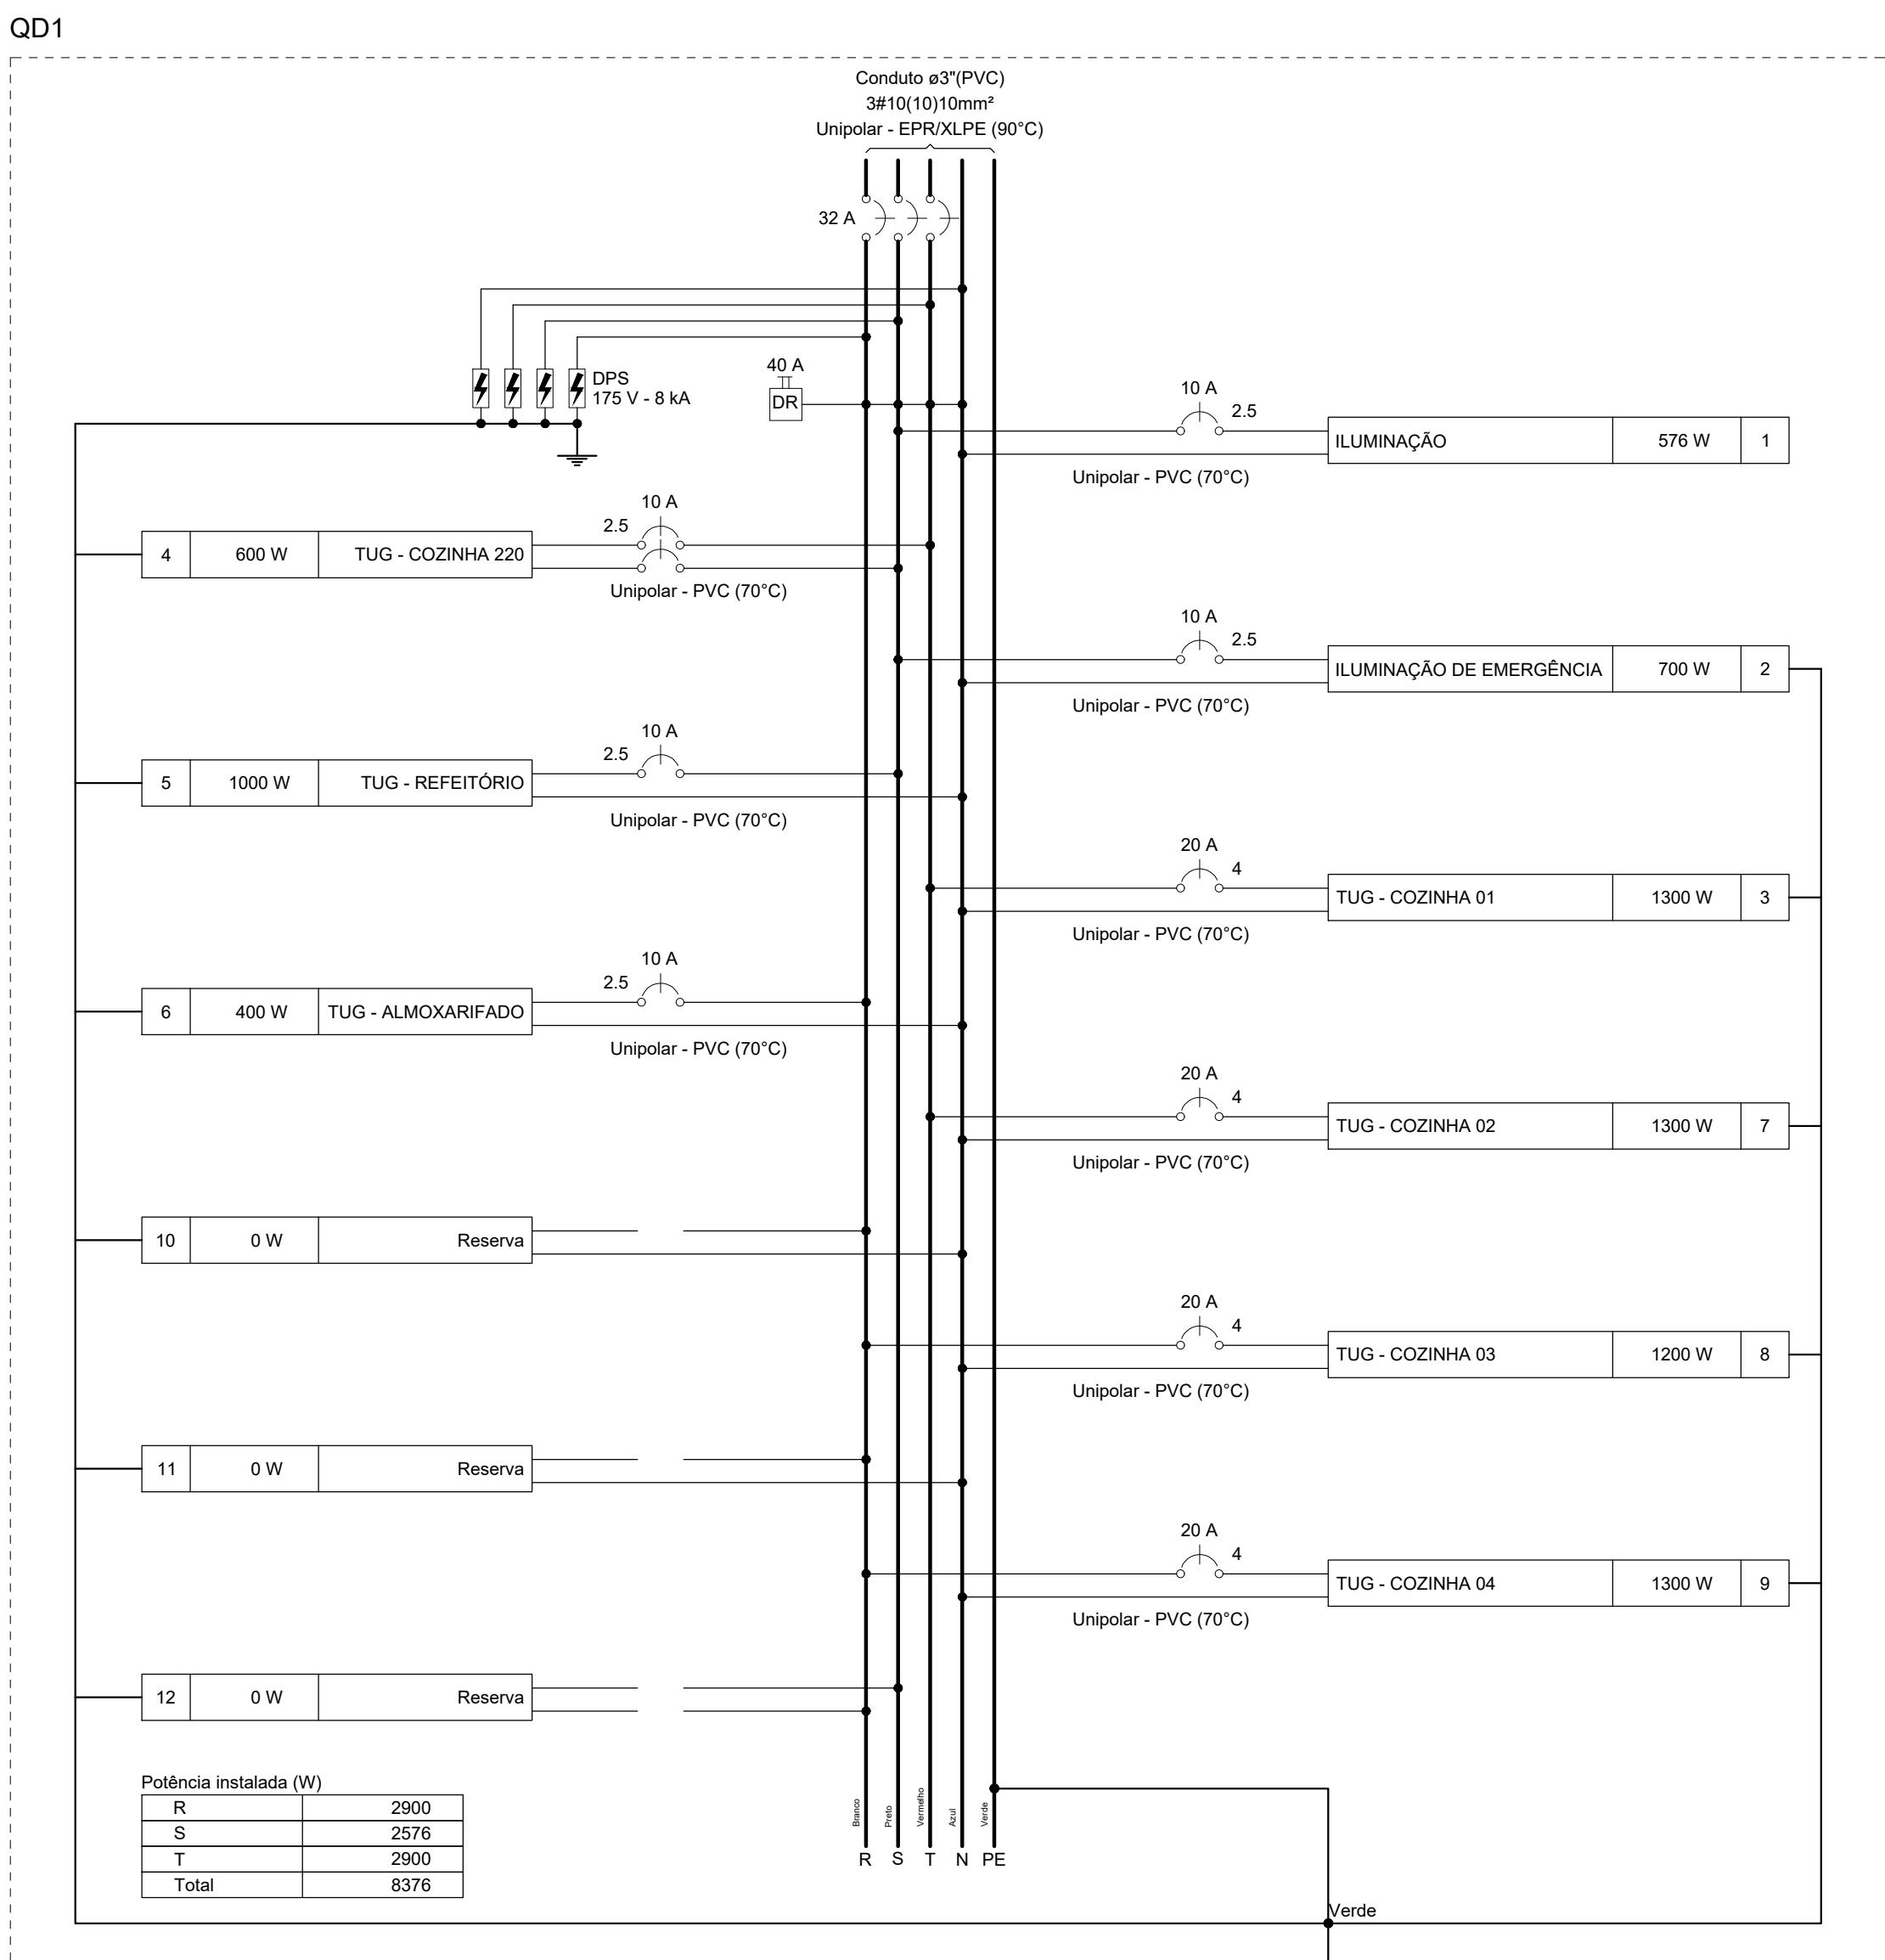 QD1
Conduto ø3"(PVC)
3#10(10)10mm²
Unipolar - EPR/XLPE (90°C)
32 A
DPS
175 V - 8 kA
40 A
DR
10 A
2.5
ILUMINAÇÃO 576 W 1
Unipolar - PVC (70°C)
10 A
2.5
4 600 W TUG - COZINHA 220
Unipolar - PVC (70°C)
10 A
2.5
ILUMINAÇÃO DE EMERGÊNCIA 700 W 2
Unipolar - PVC (70°C)
10 A
2.5
5 1000 W TUG - REFEITÓRIO
Unipolar - PVC (70°C)
20 A
4
TUG - COZINHA 01 1300 W 3
Unipolar - PVC (70°C)
10 A
2.5
6 400 W TUG - ALMOXARIFADO
Unipolar - PVC (70°C)
20 A
4
TUG - COZINHA 02 1300 W 7
Unipolar - PVC (70°C)
10 0 W Reserva
20 A
4
TUG - COZINHA 03 1200 W 8
Unipolar - PVC (70°C)
11 0 W Reserva
20 A
4
TUG - COZINHA 04 1300 W 9
Unipolar - PVC (70°C)
12 0 W Reserva
Potência instalada (W)
R 2900
S 2576
T 2900
Total 8376
Branco
Preto
Vermelho
Azul
Verde
R S T N PE
Verde